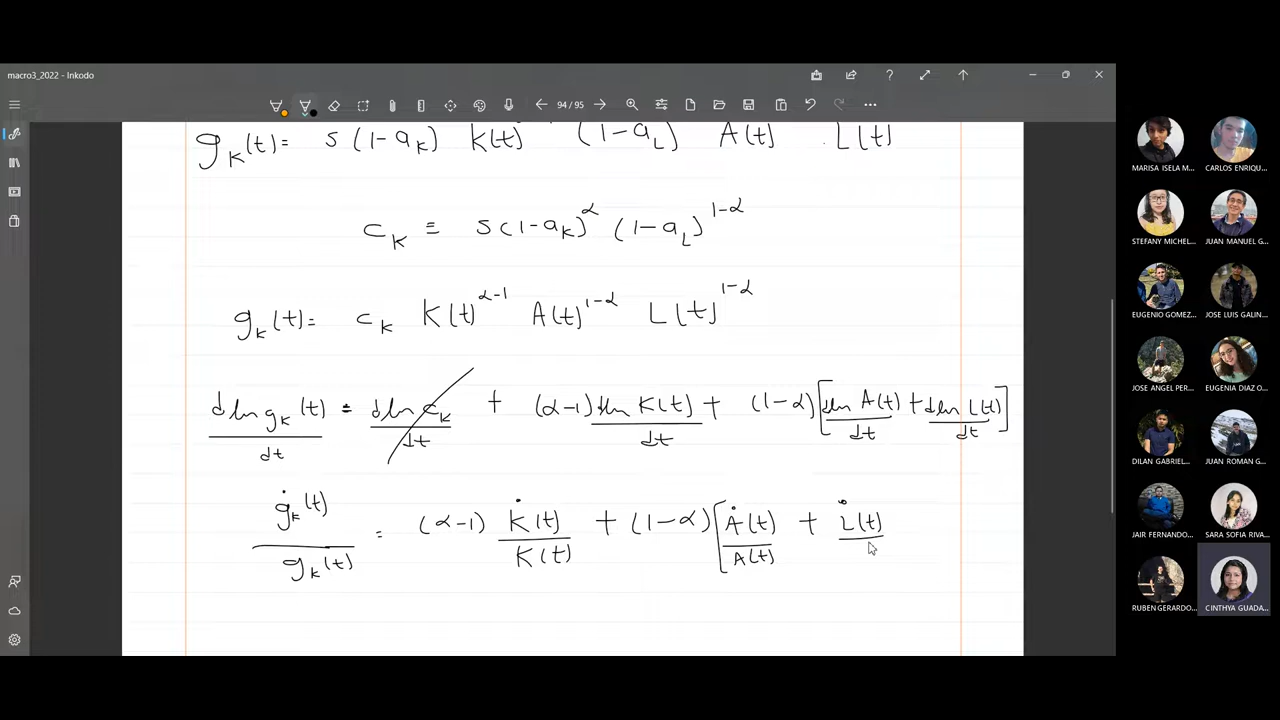 macro3_2022 - Inkodo
94 / 95
g_K(t) = s (1-a_K) K(t) (1-a_L) A(t) . L(t)
c_K ≡ s(1-a_K)^α (1-a_L)^{1-α}
g_K(t) = c_K K(t)^{α-1} A(t)^{1-α} L(t)^{1-α}
d ln g_K(t)/dt = d ln c_K/dt + (α-1) d ln K(t)/dt + (1-α) [d ln A(t)/dt + d ln L(t)/dt]
ġ_K(t)/g_K(t) = (α-1) K̇(t)/K(t) + (1-α) [Ȧ(t)/A(t) + L̇(t)
MARISA ISELA M...
CARLOS ENRIQU...
STEFANY MICHEL...
JUAN MANUEL G...
EUGENIO GOMEZ...
JOSE LUIS GALIN...
JOSE ANGEL PER...
EUGENIA DIAZ O...
DILAN GABRIEL...
JUAN ROMAN G...
JAIR FERNANDO...
SARA SOFIA RIVA...
RUBEN GERARDO...
CINTHYA GUADA...